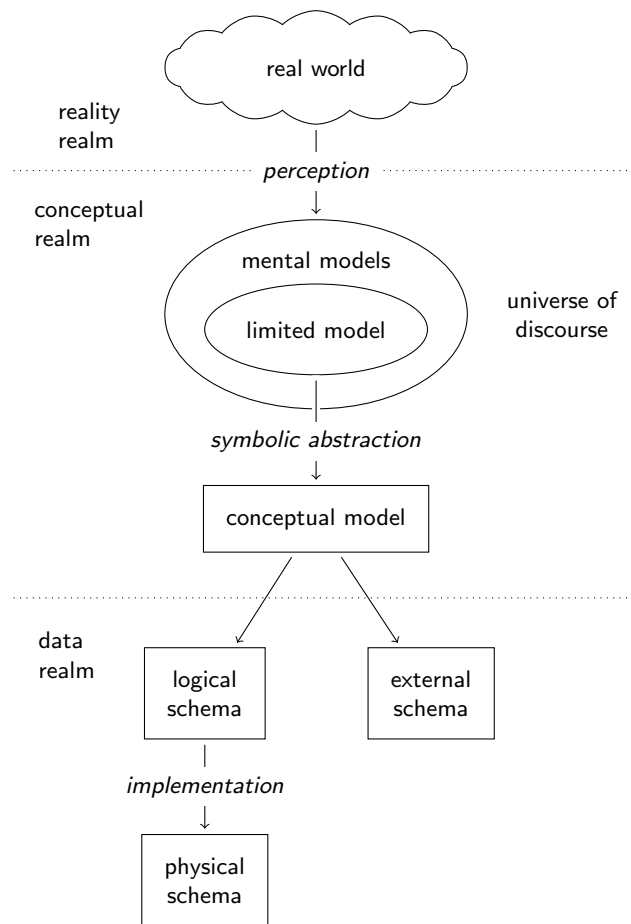 real world
reality
realm
perception
conceptual
realm
mental models
universe of
discourse
limited model
symbolic abstraction
conceptual model
data
realm
logical
schema
external
schema
implementation
physical
schema